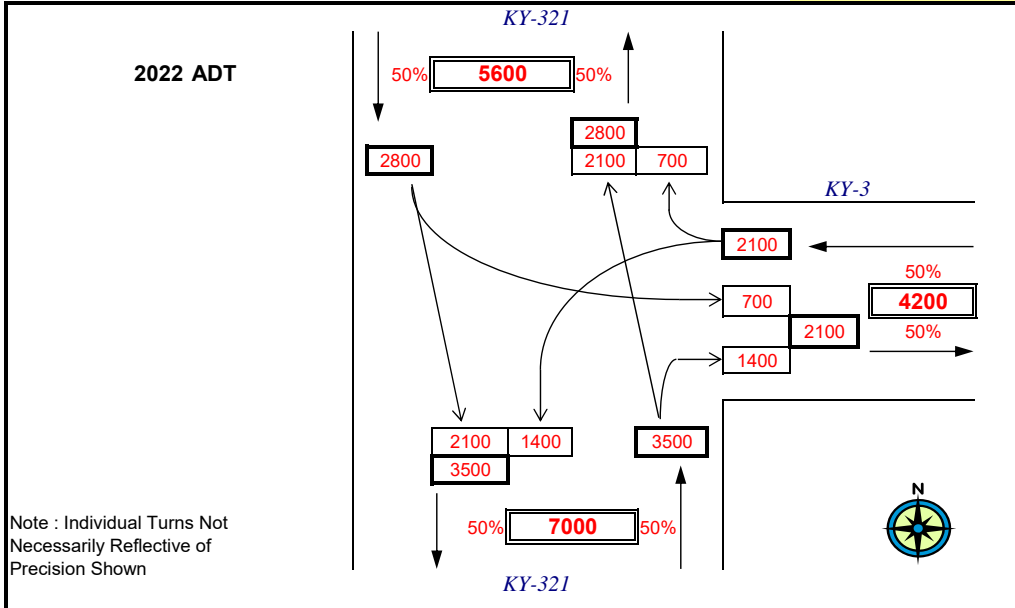 KY-321
2022 ADT
50% 5600 50%
2800
2800
2100 700
KY-3
2100
50%
700
4200
2100
50%
1400
2100 1400
3500
3500
N
50% 7000 50%
Note : Individual Turns Not
Necessarily Reflective of
Precision Shown
KY-321